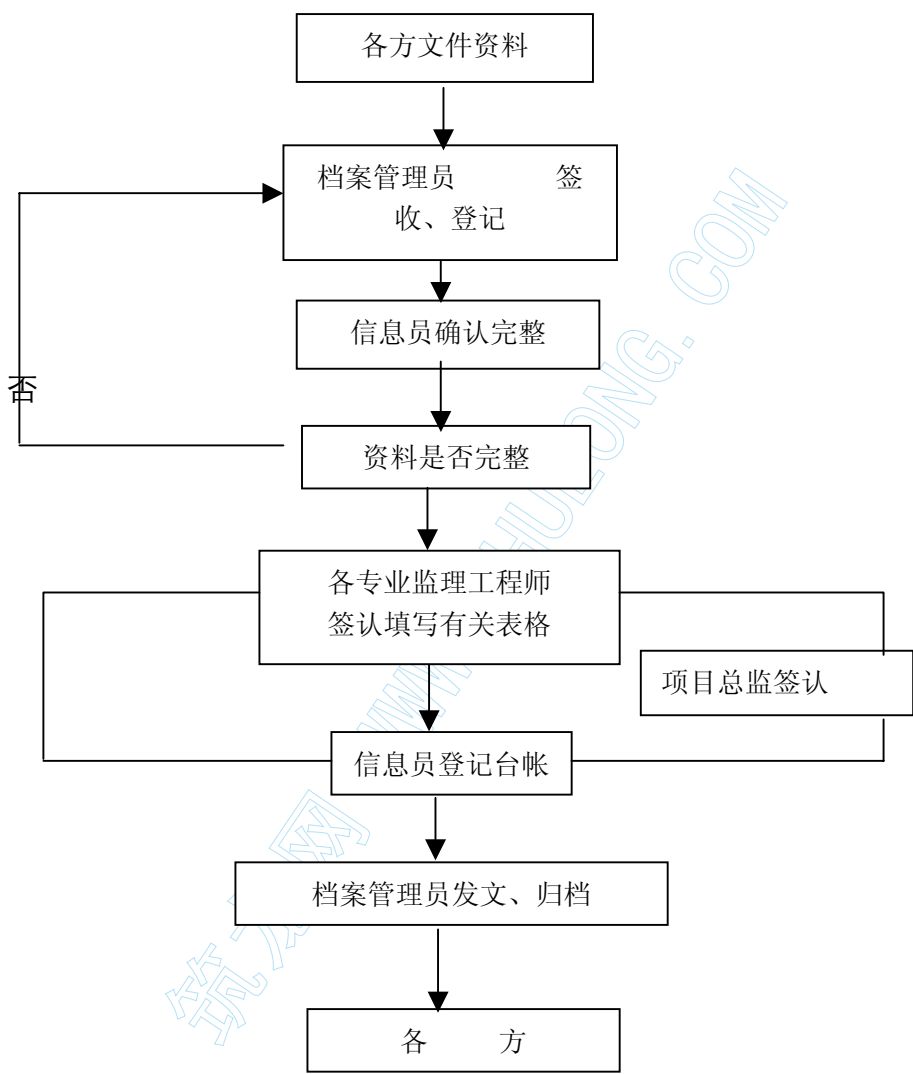 各方文件资料
档案管理员 签
收、登记
信息员确认完整
否
资料是否完整
各专业监理工程师
签认填写有关表格
项目总监签认
信息员登记台帐
档案管理员发文、归档
各 方
筑龙网 WWW.ZHULONG.COM